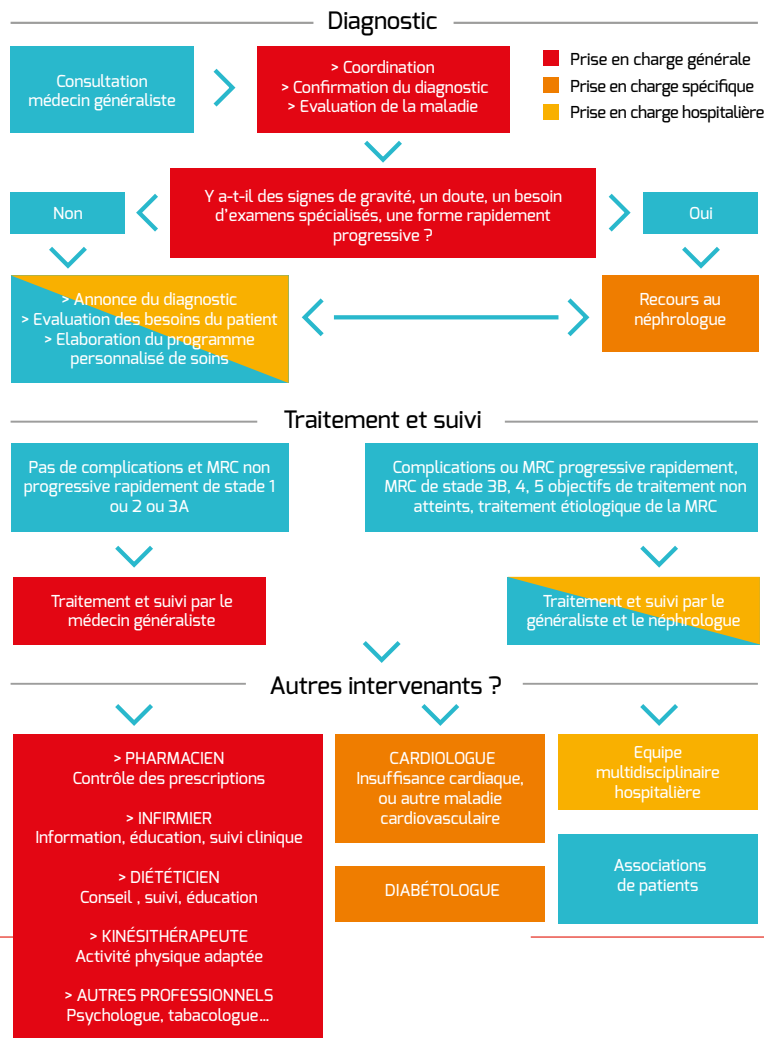 Diagnostic
Consultation
médecin généraliste
> Coordination
> Confirmation du diagnostic
> Evaluation de la maladie
Prise en charge générale
Prise en charge spécifique
Prise en charge hospitalière
Y a-t-il des signes de gravité, un doute, un besoin
d'examens spécialisés, une forme rapidement
progressive ?
Non
Oui
> Annonce du diagnostic
> Evaluation des besoins du patient
> Elaboration du programme
personnalisé de soins
Recours au
néphrologue
Traitement et suivi
Pas de complications et MRC non
progressive rapidement de stade 1
ou 2 ou 3A
Complications ou MRC progressive rapidement,
MRC de stade 3B, 4, 5 objectifs de traitement non
atteints, traitement étiologique de la MRC
Traitement et suivi par le
médecin généraliste
Traitement et suivi par le
généraliste et le néphrologue
Autres intervenants ?
> PHARMACIEN
Contrôle des prescriptions
> INFIRMIER
Information, éducation, suivi clinique
> DIÉTÉTICIEN
Conseil , suivi, éducation
> KINÉSITHÉRAPEUTE
Activité physique adaptée
> AUTRES PROFESSIONNELS
Psychologue, tabacologue...
CARDIOLOGUE
Insuffisance cardiaque,
ou autre maladie
cardiovasculaire
DIABÉTOLOGUE
Equipe
multidisciplinaire
hospitalière
Associations
de patients